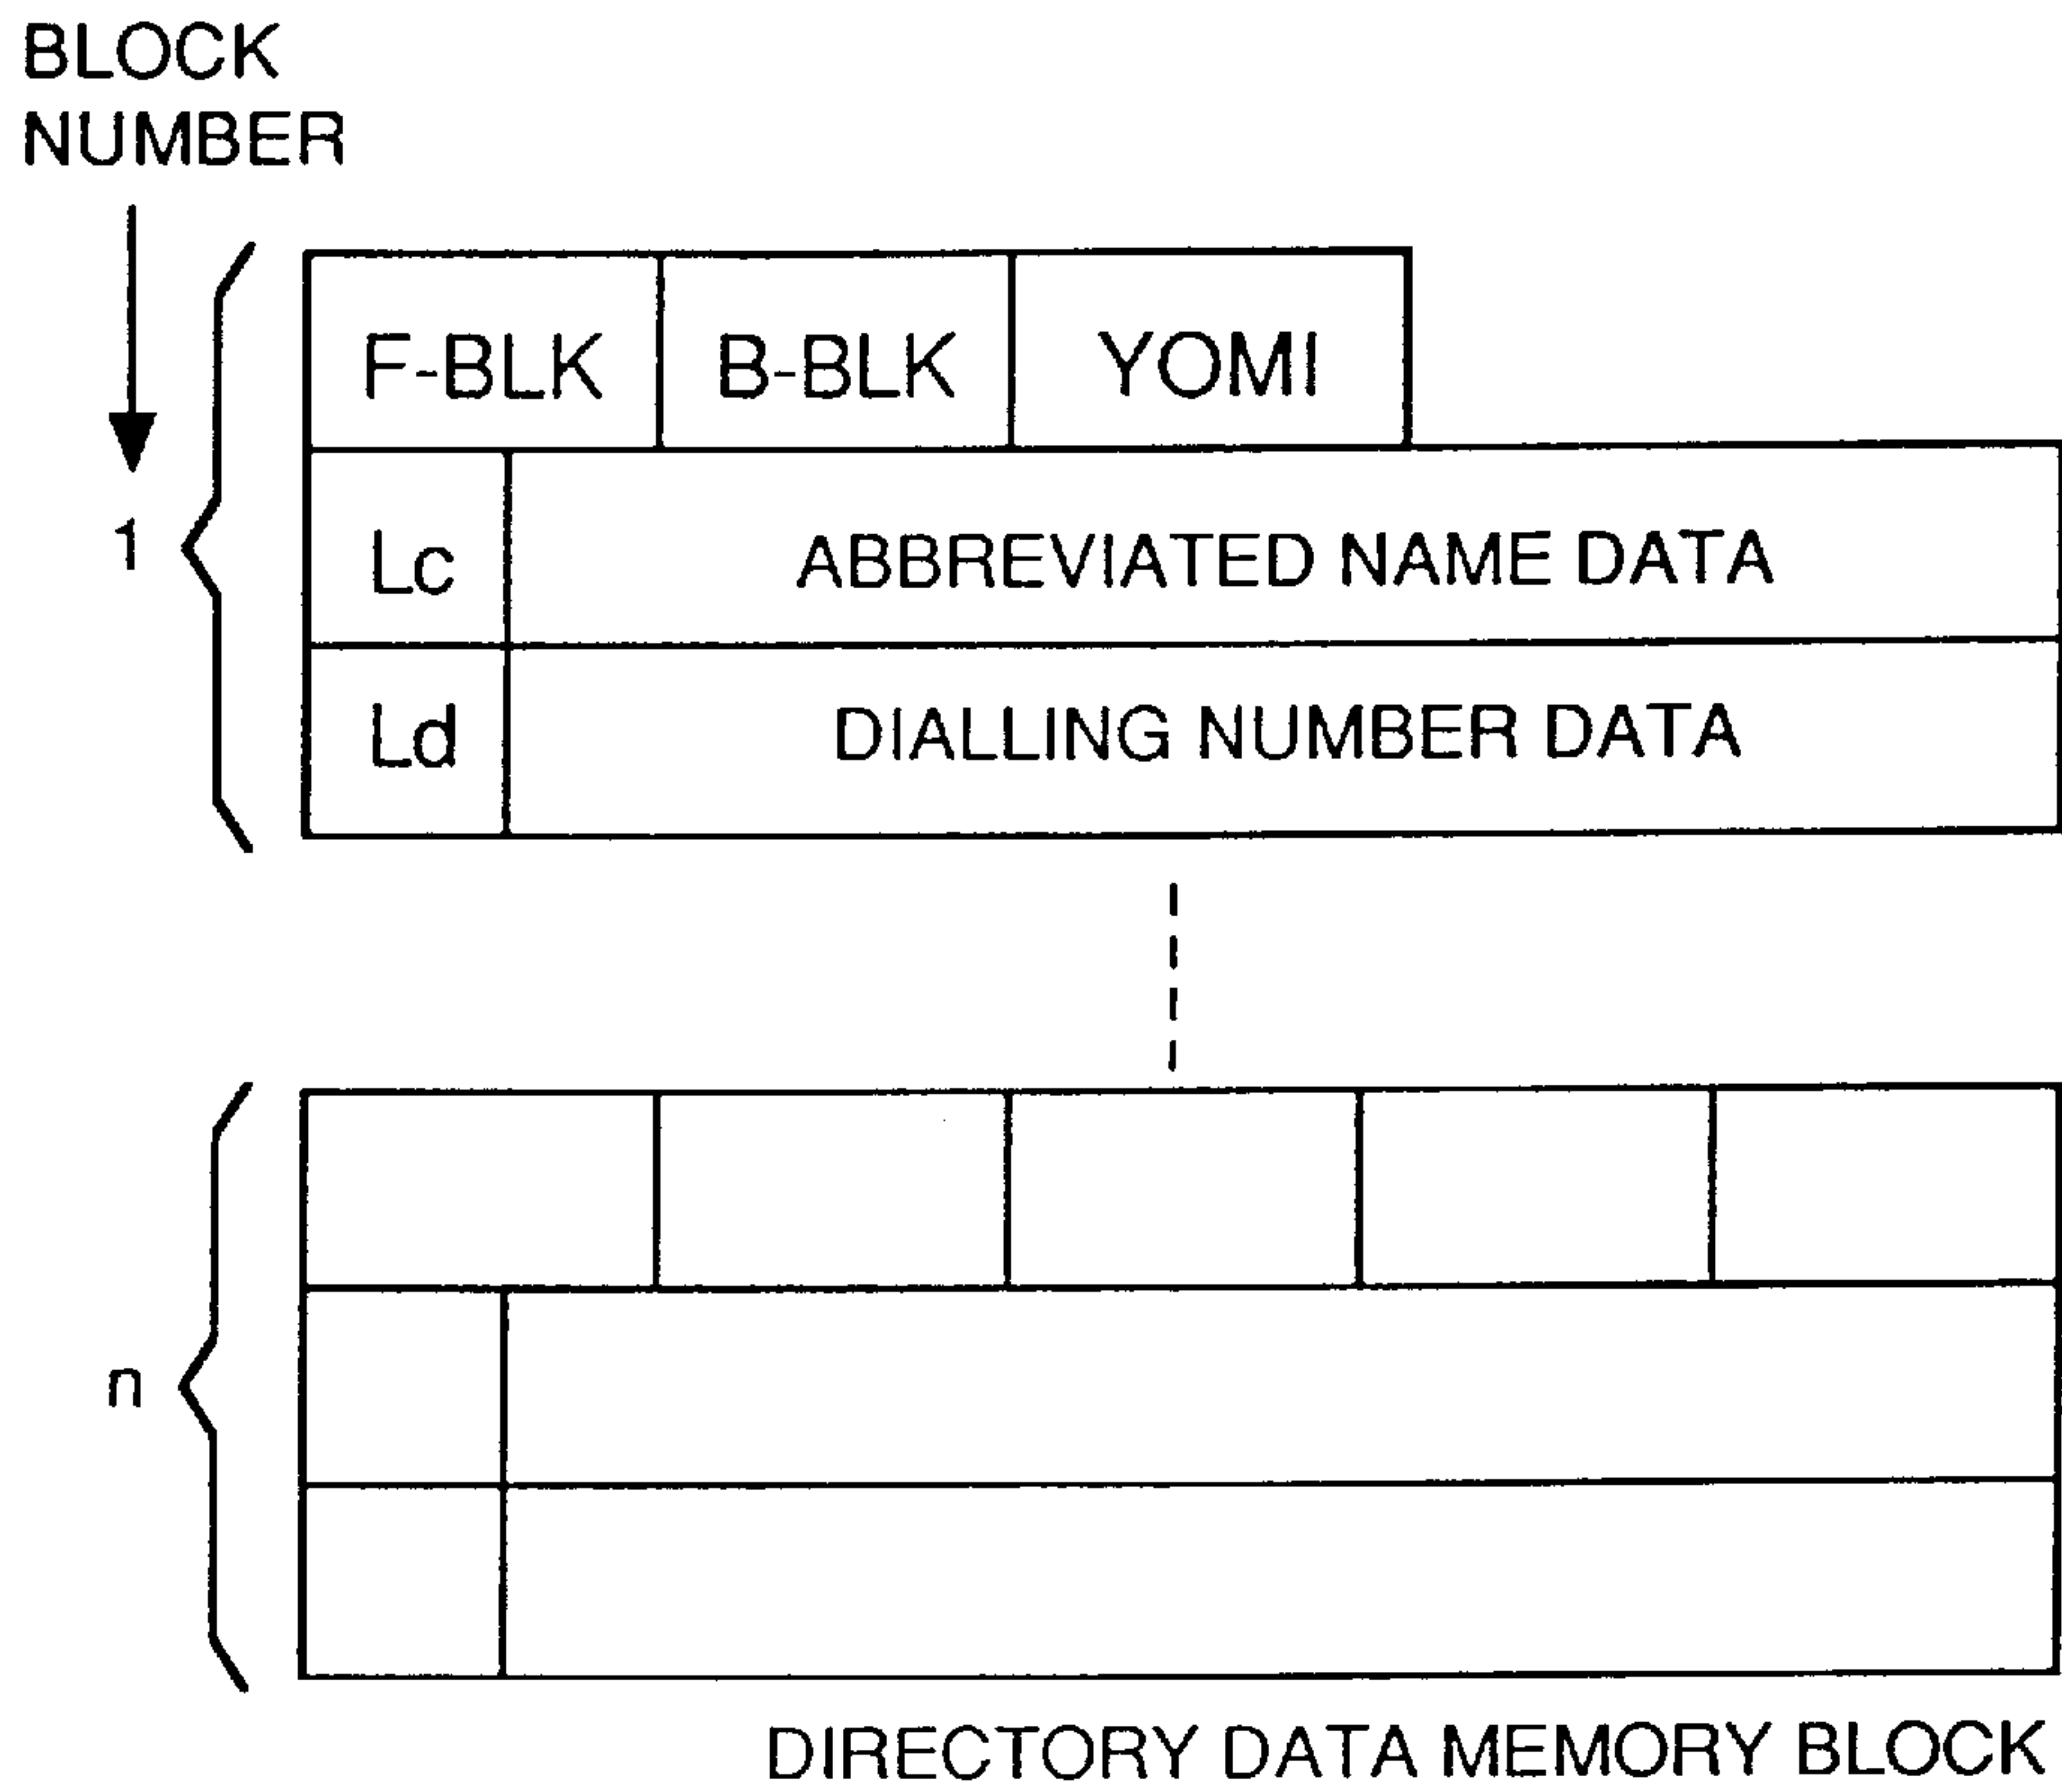 BLOCK
NUMBER
F-BLK B-BLK YOMI
1
Lc ABBREVIATED NAME DATA
Ld DIALLING NUMBER DATA
n
DIRECTORY DATA MEMORY BLOCK